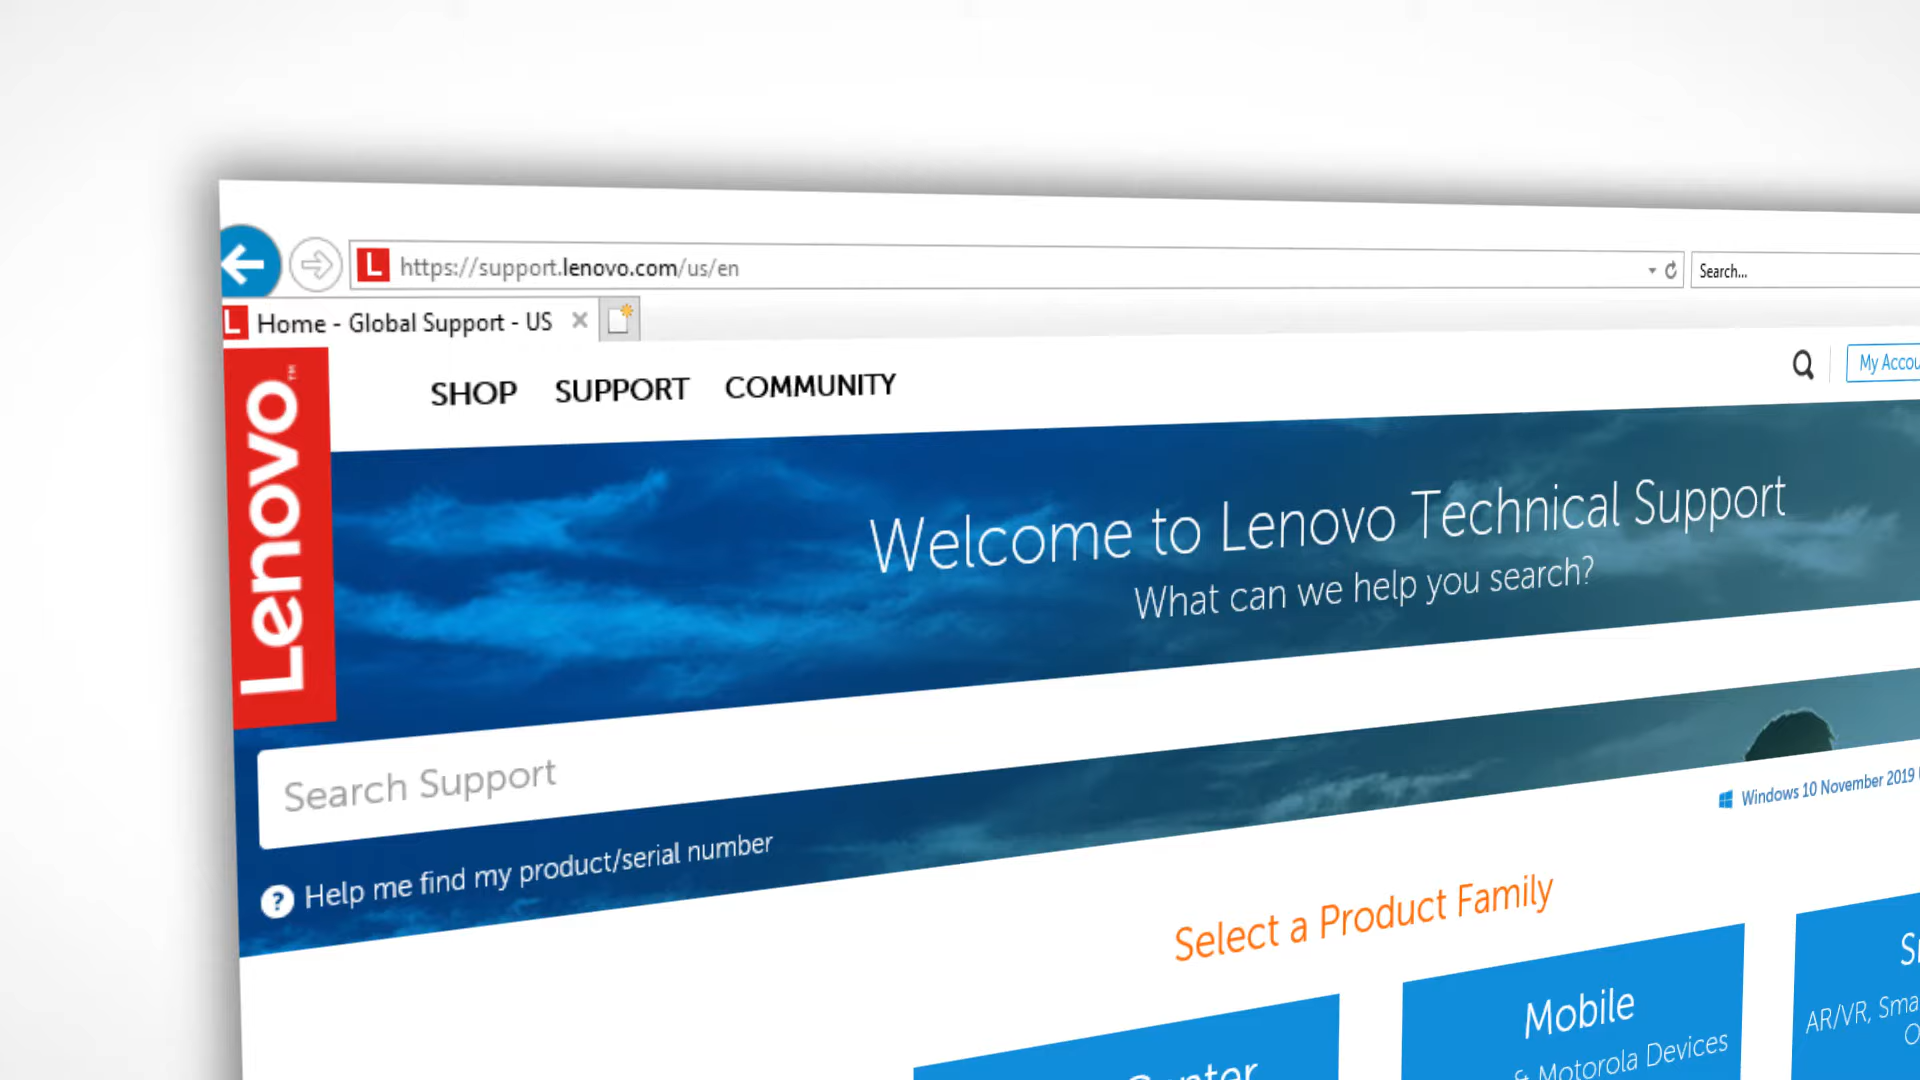 https://support.lenovo.com/us/en
Search...
Home - Global Support - US
Lenovo™
SHOP SUPPORT COMMUNITY
My Accou
Welcome to Lenovo Technical Support
What can we help you search?
Search Support
Windows 10 November 2019
Help me find my product/serial number
Select a Product Family
Mobile
& Motorola Devices
AR/VR, Sma